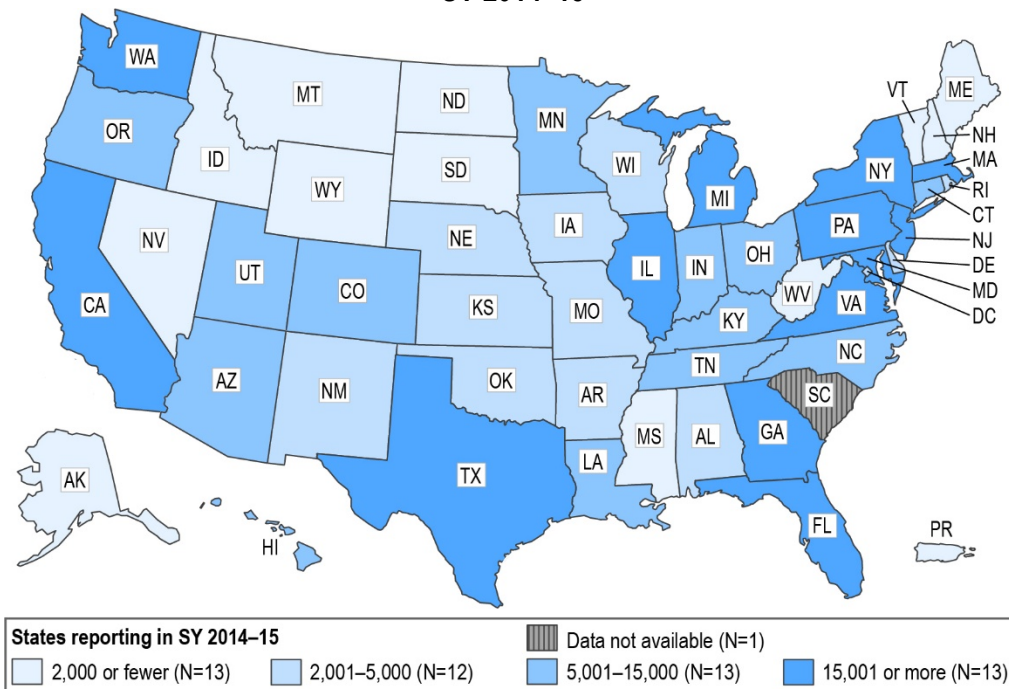 SY 2014–15
WA
MT
ND
MN
VT
ME
OR
ID
SD
WI
NH
MA
WY
MI
NY
RI
CT
NV
NE
IA
PA
NJ
UT
CO
IL
IN
OH
DE
MD
DC
CA
KS
MO
WV
VA
KY
NC
AZ
NM
OK
TN
AR
SC
MS
AL
GA
AK
TX
LA
FL
HI
PR
States reporting in SY 2014–15
Data not available (N=1)
2,000 or fewer (N=13)
2,001–5,000 (N=12)
5,001–15,000 (N=13)
15,001 or more (N=13)